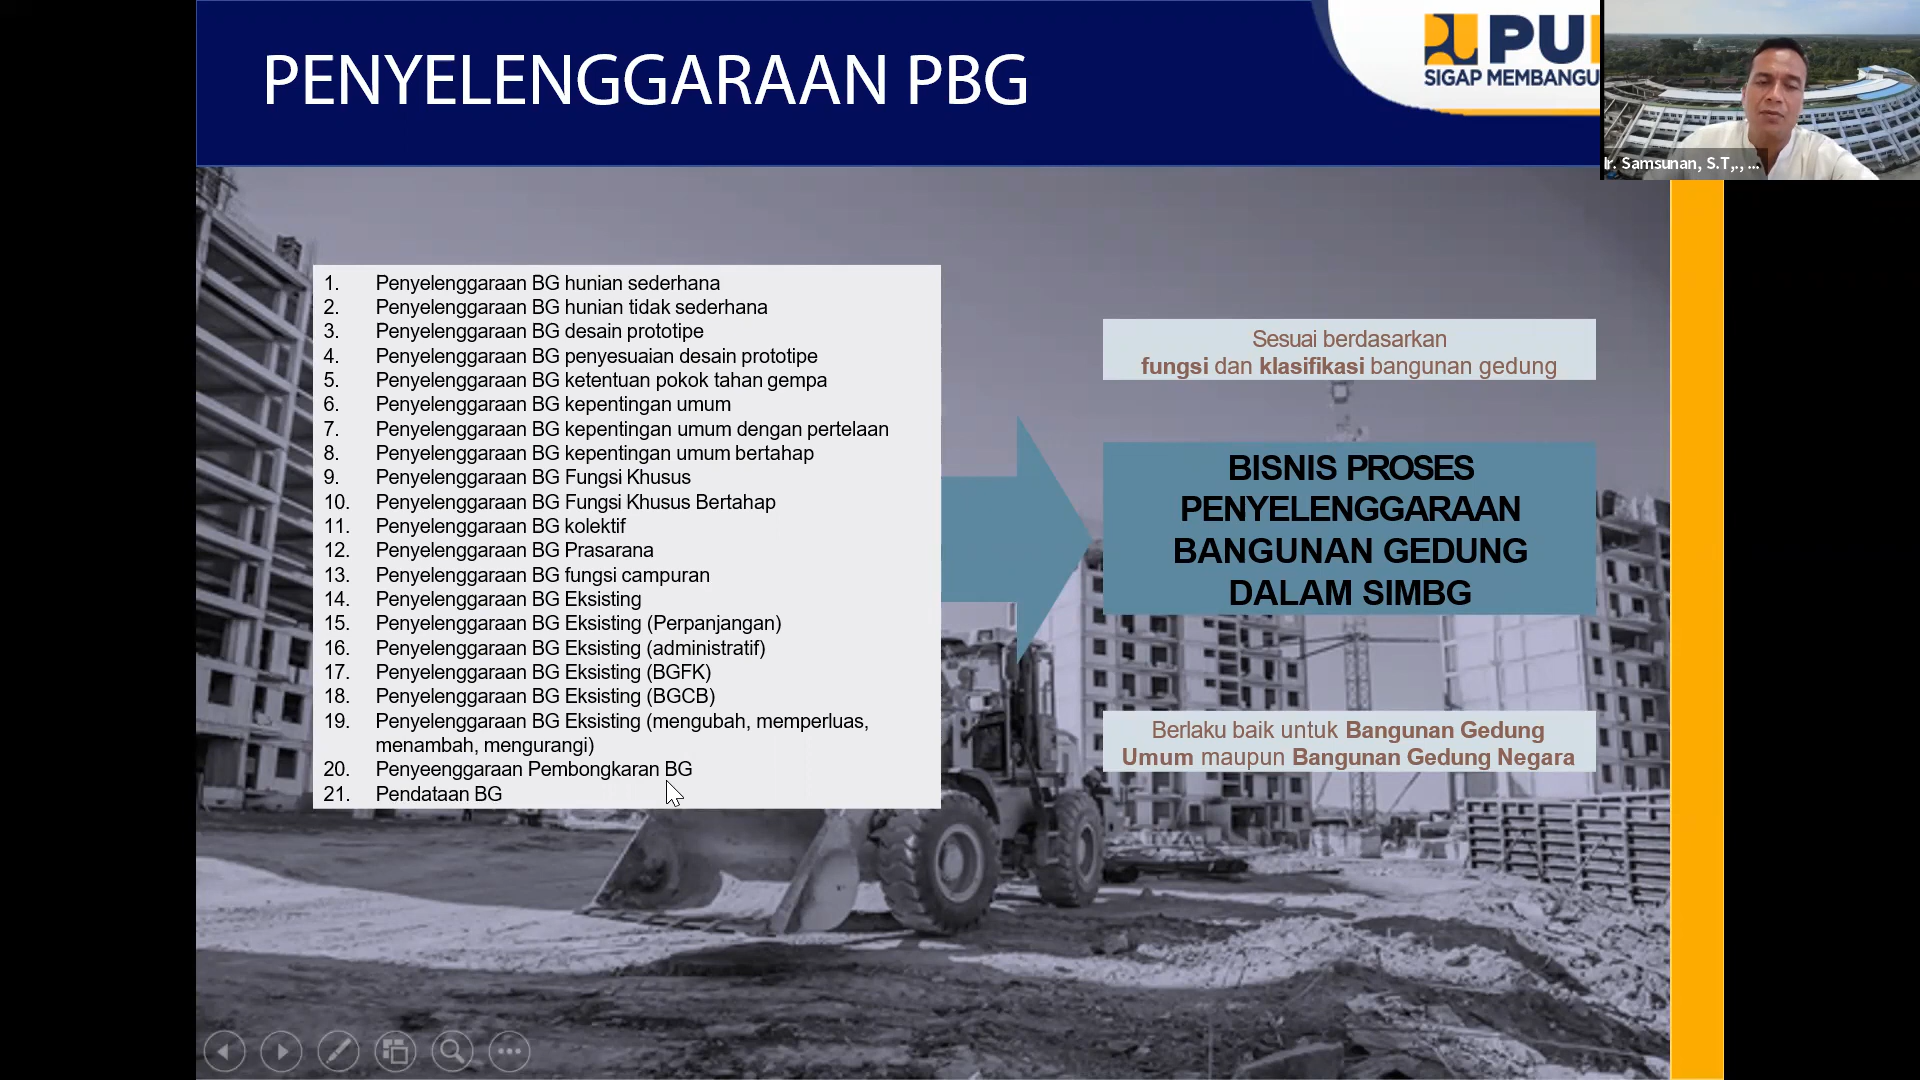 PENYELENGGARAAN PBG
PU
SIGAP MEMBANGU
Ir. Samsunan, S.T,., ...
1. Penyelenggaraan BG hunian sederhana
2. Penyelenggaraan BG hunian tidak sederhana
3. Penyelenggaraan BG desain prototipe
4. Penyelenggaraan BG penyesuaian desain prototipe
5. Penyelenggaraan BG ketentuan pokok tahan gempa
6. Penyelenggaraan BG kepentingan umum
7. Penyelenggaraan BG kepentingan umum dengan pertelaan
8. Penyelenggaraan BG kepentingan umum bertahap
9. Penyelenggaraan BG Fungsi Khusus
10. Penyelenggaraan BG Fungsi Khusus Bertahap
11. Penyelenggaraan BG kolektif
12. Penyelenggaraan BG Prasarana
13. Penyelenggaraan BG fungsi campuran
14. Penyelenggaraan BG Eksisting
15. Penyelenggaraan BG Eksisting (Perpanjangan)
16. Penyelenggaraan BG Eksisting (administratif)
17. Penyelenggaraan BG Eksisting (BGFK)
18. Penyelenggaraan BG Eksisting (BGCB)
19. Penyelenggaraan BG Eksisting (mengubah, memperluas,
menambah, mengurangi)
20. Penyeenggaraan Pembongkaran BG
21. Pendataan BG
Sesuai berdasarkan
fungsi dan klasifikasi bangunan gedung
BISNIS PROSES
PENYELENGGARAAN
BANGUNAN GEDUNG
DALAM SIMBG
Berlaku baik untuk Bangunan Gedung
Umum maupun Bangunan Gedung Negara